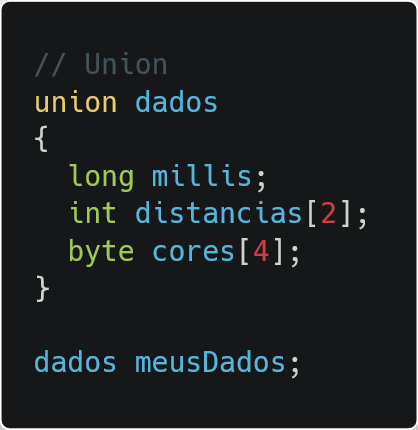 // Union
union dados
{
  long millis;
  int distancias[2];
  byte cores[4];
}
dados meusDados;